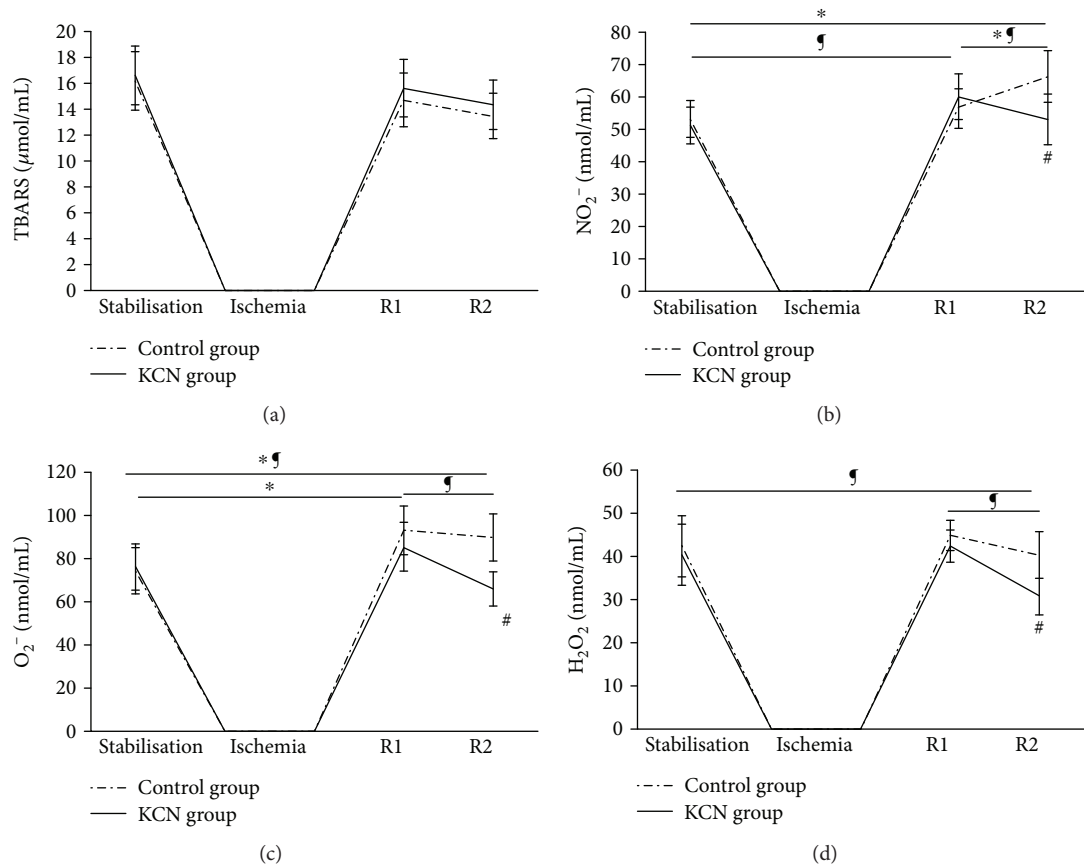 20
18
16
14
12
10
8
6
4
2
0
TBARS (µmol/mL)
Stabilisation Ischemia R1 R2
Control group
KCN group
(a)
*
¶
*¶
80
70
60
50
40
30
20
10
0
NO₂⁻ (nmol/mL)
#
Stabilisation Ischemia R1 R2
Control group
KCN group
(b)
*¶
*
¶
120
100
80
60
40
20
0
O₂⁻ (nmol/mL)
#
Stabilisation Ischemia R1 R2
Control group
KCN group
(c)
¶
¶
60
50
40
30
20
10
0
H₂O₂ (nmol/mL)
#
Stabilisation Ischemia R1 R2
Control group
KCN group
(d)